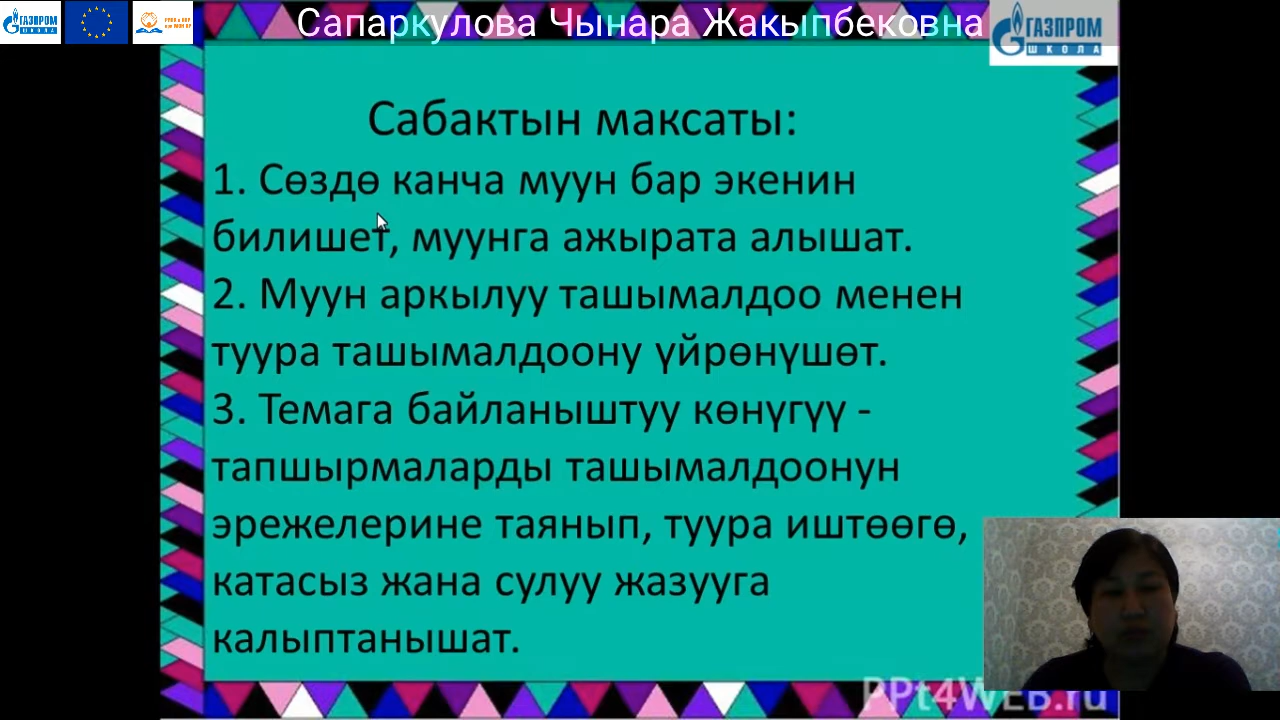 Сапаркулова Чынара Жакыпбековна
ГАЗПРОМ
ШКОЛА
ГАЗПРОМ
ШКОЛА
Сабактын максаты:
1. Сөздө канча муун бар экенин
билишет, муунга ажырата алышат.
2. Муун аркылуу ташымалдоо менен
туура ташымалдоону үйрөнүшөт.
3. Темага байланыштуу көнүгүү -
тапшырмаларды ташымалдоонун
эрежелерине таянып, туура иштөөгө,
катасыз жана сулуу жазууга
калыптанышат.
PPt4WEB.ru